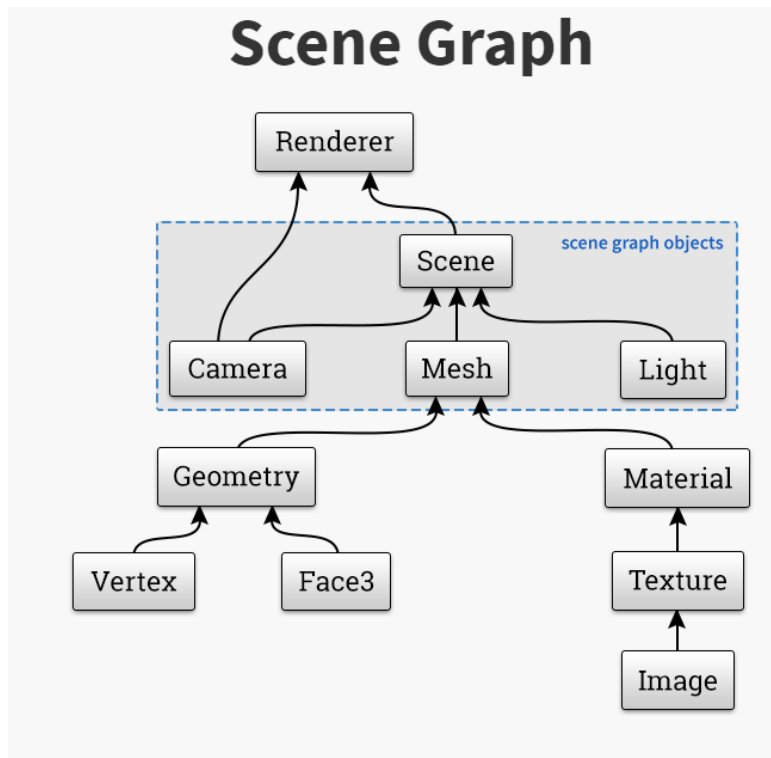 Scene Graph
Renderer
scene graph objects
Scene
Camera
Mesh
Light
Geometry
Material
Vertex
Face3
Texture
Image